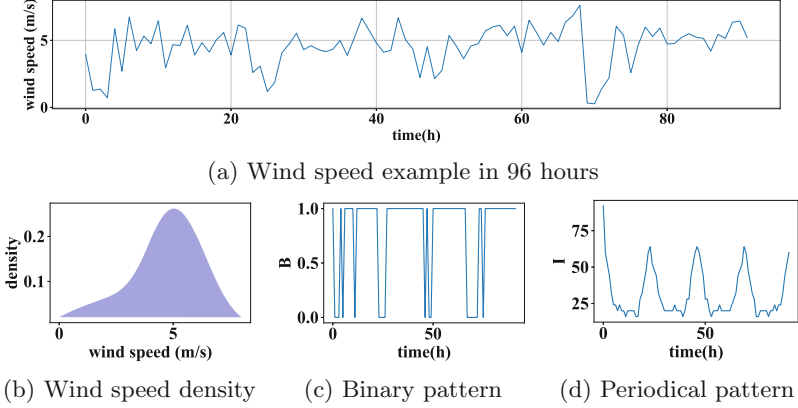 wind speed (m/s)
5
0
0 20 40 60 80
time(h)
(a) Wind speed example in 96 hours
density
0.2
0.1
0 5
wind speed (m/s)
B
1.0
0.5
0.0
0 50
time(h)
I
75
50
25
0 50
time(h)
(b) Wind speed density (c) Binary pattern (d) Periodical pattern